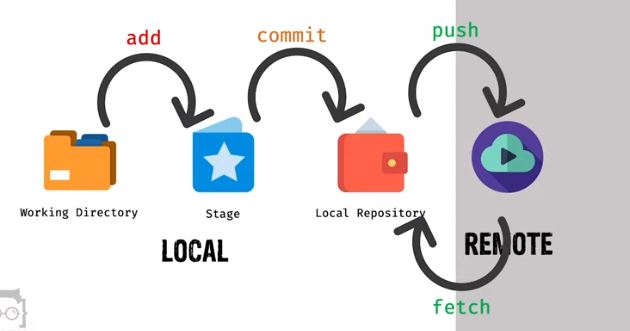 add
commit
push
Working Directory
Stage
Local Repository
LOCAL
REMOTE
fetch